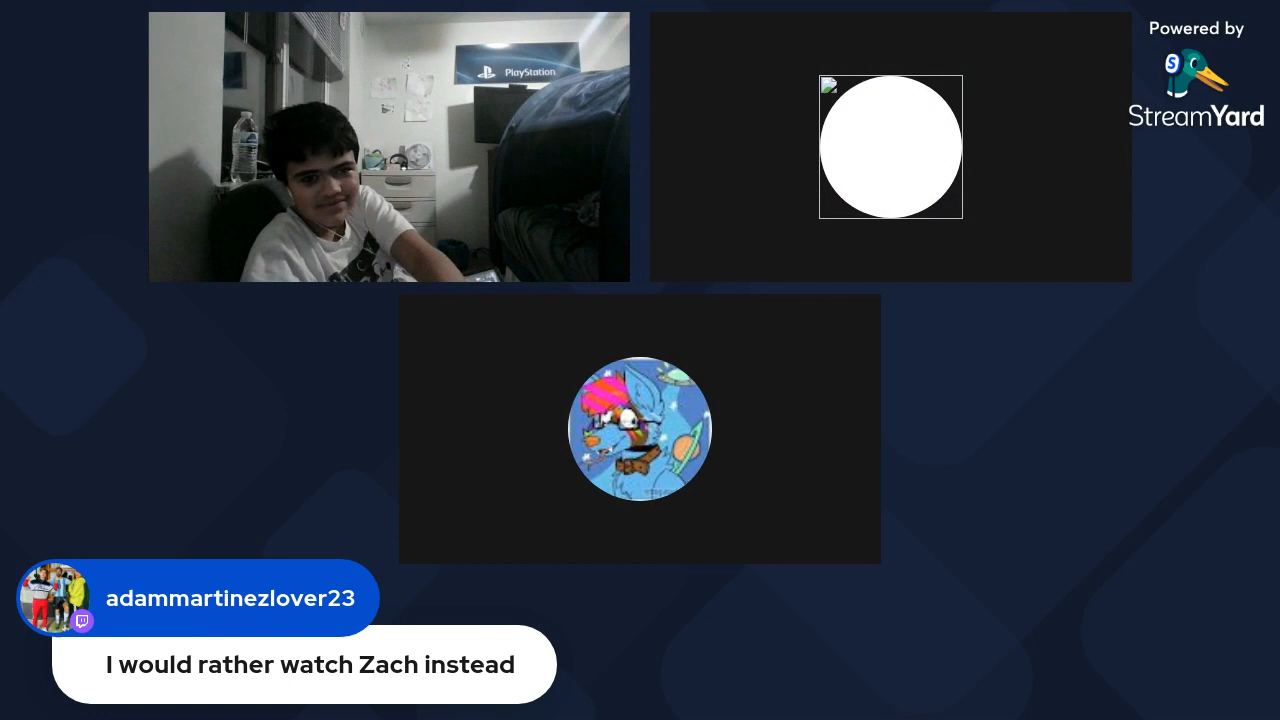 PlayStation
Powered by
StreamYard
adammartinezlover23
I would rather watch Zach instead